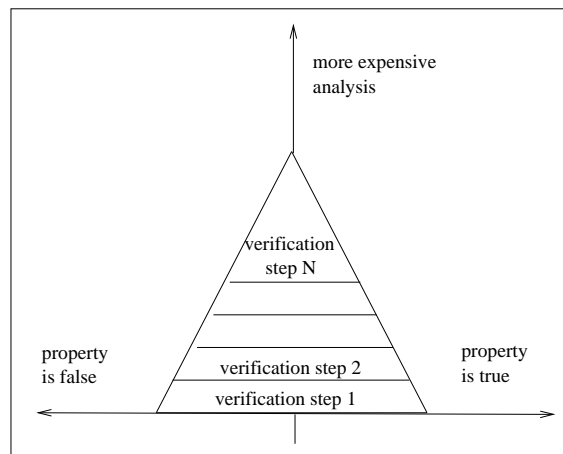 more expensive
analysis
verification
step N
property
is false
verification step 2
property
is true
verification step 1